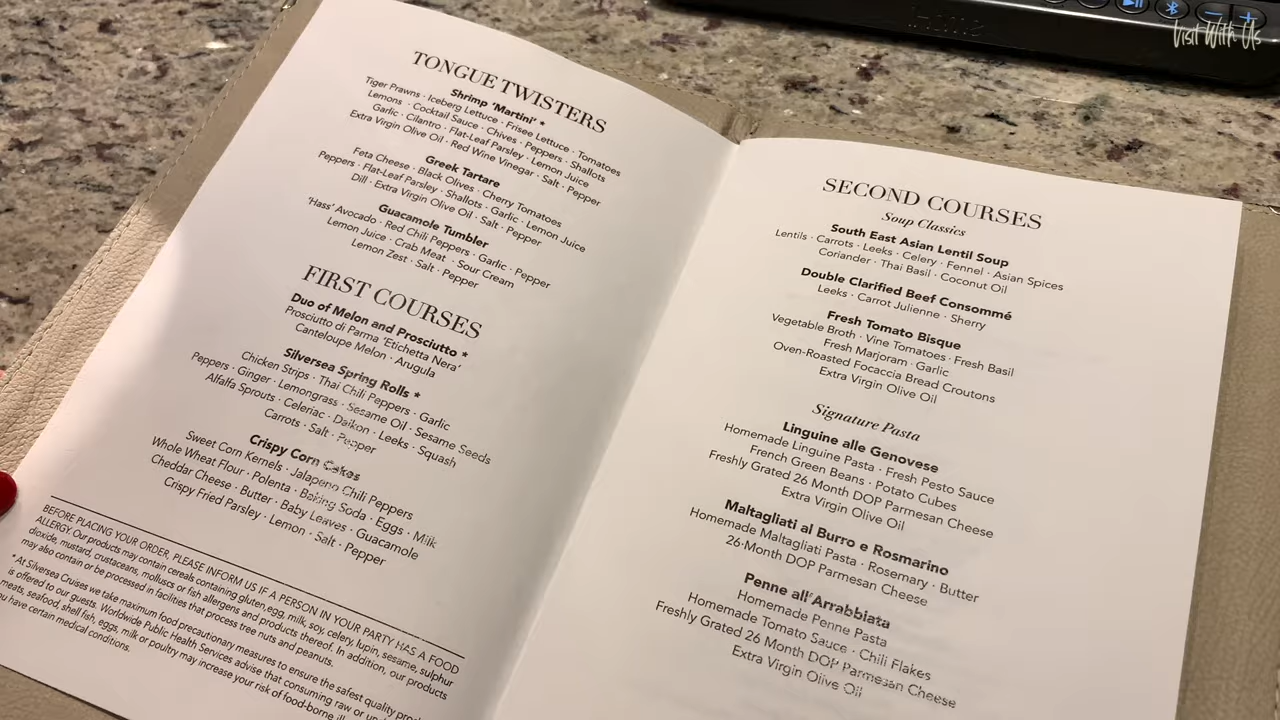 TONGUE TWISTERS
Shrimp 'Martini' *
Tiger Prawns · Iceberg Lettuce · Frisee Lettuce · Tomatoes
Lemons · Cocktail Sauce · Chives · Peppers · Shallots
Garlic · Cilantro · Flat-Leaf Parsley · Lemon Juice
Extra Virgin Olive Oil · Red Wine Vinegar · Salt · Pepper
Greek Tartare
Feta Cheese · Black Olives · Cherry Tomatoes
Peppers · Flat-Leaf Parsley · Shallots · Garlic · Lemon Juice
Dill · Extra Virgin Olive Oil · Salt · Pepper
Guacamole Tumbler
'Hass' Avocado · Red Chili Peppers · Garlic · Pepper
Lemon Juice · Crab Meat · Sour Cream
Lemon Zest · Salt · Pepper
FIRST COURSES
Duo of Melon and Prosciutto *
Prosciutto di Parma 'Etichetta Nera'
Canteloupe Melon · Arugula
Silversea Spring Rolls *
Chicken Strips · Thai Chili Peppers · Garlic
Peppers · Ginger · Lemongrass · Sesame Oil · Sesame Seeds
Alfalfa Sprouts · Celeriac · Daikon · Leeks · Squash
Carrots · Salt · Pepper
Crispy Corn Cakes
Sweet Corn Kernels · Jalapeno Chili Peppers
Whole Wheat Flour · Polenta · Baking Soda · Eggs · Milk
Cheddar Cheese · Butter · Baby Leaves · Guacamole
Crispy Fried Parsley · Lemon · Salt · Pepper
BEFORE PLACING YOUR ORDER, PLEASE INFORM US IF A PERSON IN YOUR PARTY HAS A FOOD
ALLERGY. Our products may contain cereals containing gluten, egg, milk, soy, celery, lupin, sesame, sulphur
dioxide, mustard, crustaceans, molluscs or fish allergens and products thereof. In addition, our products
may also contain or be processed in facilities that process tree nuts and peanuts.
* At Silversea Cruises we take maximum food precautionary measures to ensure the safest quality
is offered to our guests. Worldwide Public Health Services advise that consuming raw or
meats, seafood, shell fish, eggs, milk or poultry may increase your risk of food-borne
have certain medical conditions.
SECOND COURSES
Soup Classics
South East Asian Lentil Soup
Lentils · Carrots · Leeks · Celery · Fennel · Asian Spices
Coriander · Thai Basil · Coconut Oil
Double Clarified Beef Consommé
Leeks · Carrot Julienne · Sherry
Fresh Tomato Bisque
Vegetable Broth · Vine Tomatoes · Fresh Basil
Fresh Marjoram · Garlic
Oven-Roasted Focaccia Bread Croutons
Extra Virgin Olive Oil
Signature Pasta
Linguine alle Genovese
Homemade Linguine Pasta · Fresh Pesto Sauce
French Green Beans · Potato Cubes
Freshly Grated 26 Month DOP Parmesan Cheese
Extra Virgin Olive Oil
Maltagliati al Burro e Rosmarino
Homemade Maltagliati Pasta · Rosemary · Butter
26-Month DOP Parmesan Cheese
Penne all'Arrabbiata
Homemade Penne Pasta
Homemade Tomato Sauce · Chili Flakes
Freshly Grated 26 Month DOP Parmesan Cheese
Extra Virgin Olive Oil
iHome
Visit With Us